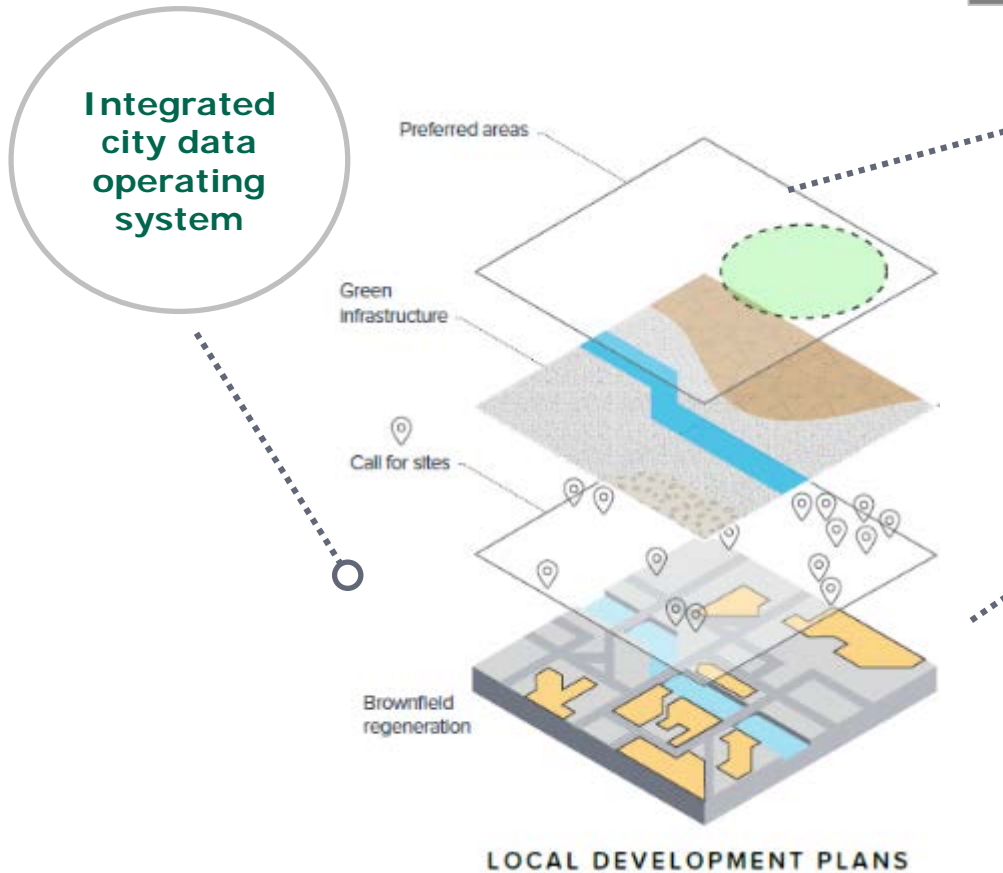 Integrated
city data
operating
system
Preferred areas
Green
infrastructure
Call for sites
Brownfield
regeneration
LOCAL DEVELOPMENT PLANS